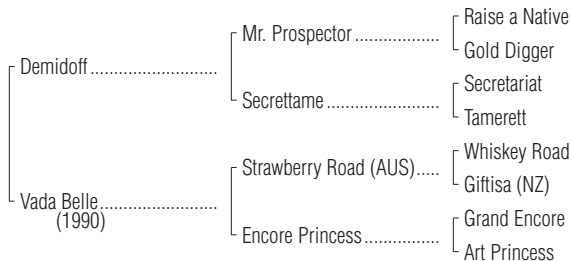 Raise a Native
Mr. Prospector ..................
Gold Digger
Demidoff ...........................
Secretariat
Secrettame ........................
Tamerett
Whiskey Road
Strawberry Road (AUS).....
Giftisa (NZ)
Vada Belle.........................
(1990)
Grand Encore
Encore Princess................
Art Princess